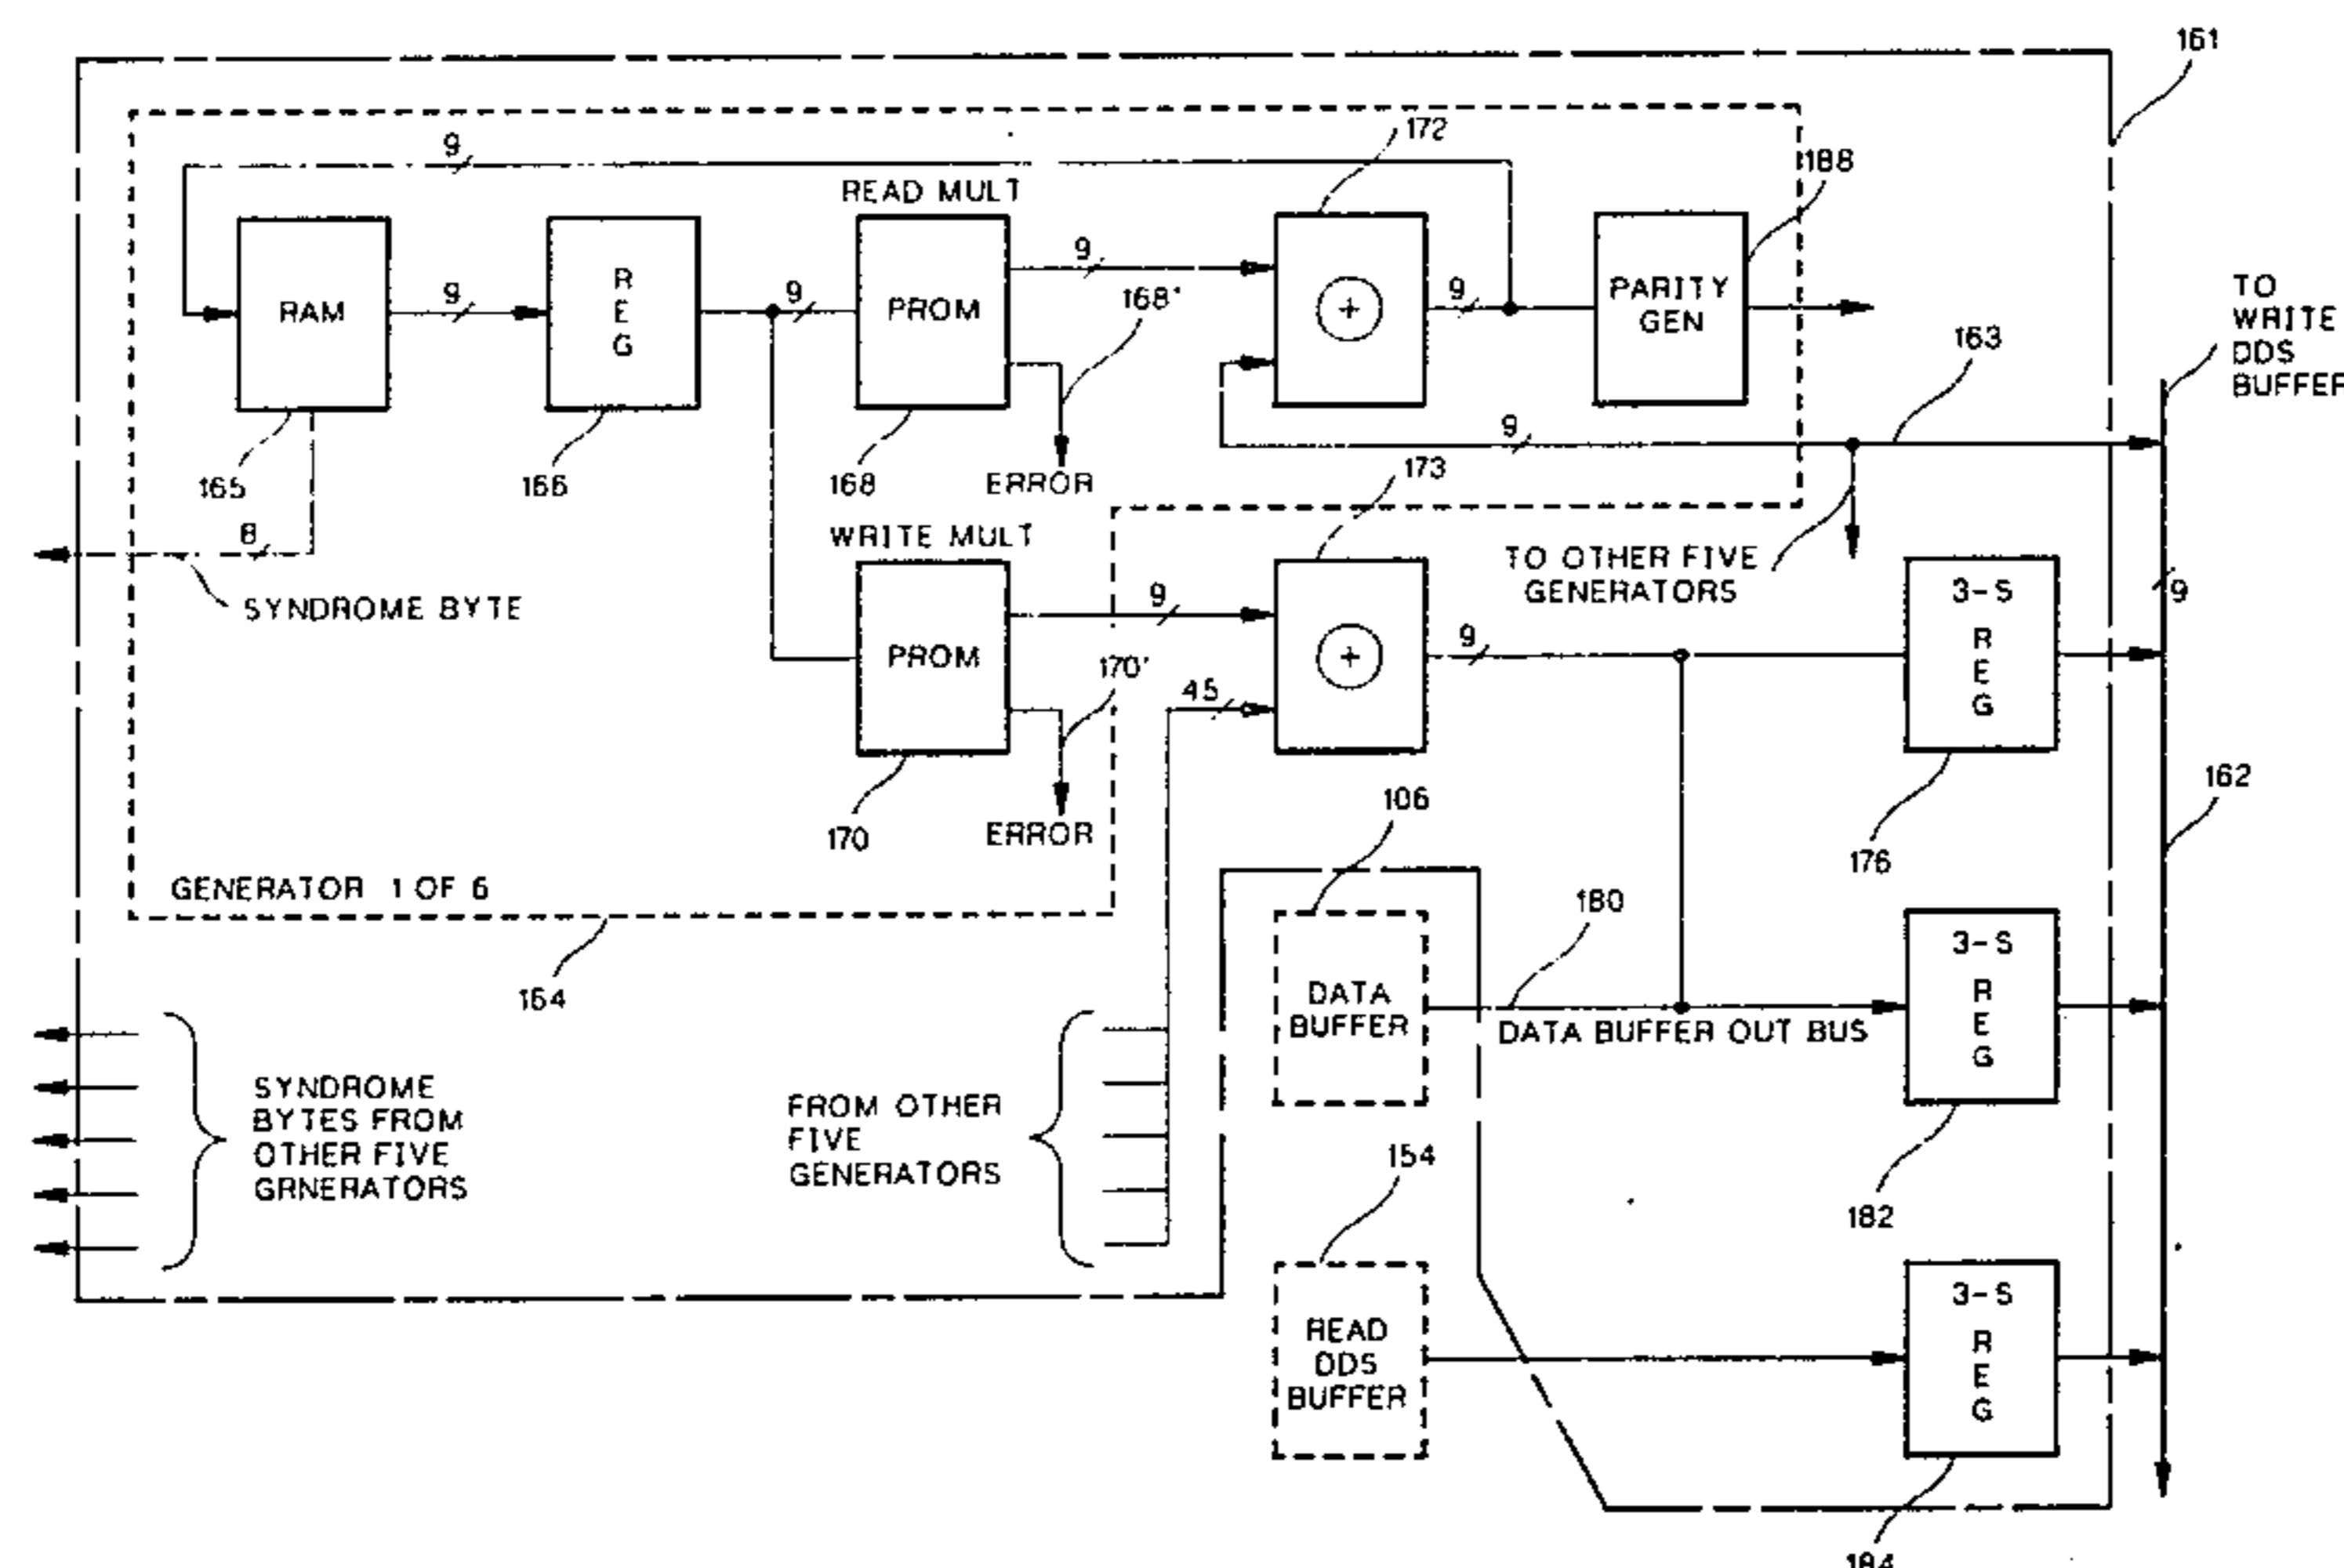 161
172
9
188
READ MULT
RAM
9
R
E
G
9
PROM
9
168'
+
9
PARITY
GEN
TO
WRITE
DDS
BUFFER
163
165
166
168
ERROR
9
173
8
SYNDROME BYTE
WRITE MULT
PROM
9
170'
45
+
9
TO OTHER FIVE
GENERATORS
3-S
R
E
G
9
170
ERROR
106
176
162
GENERATOR 1 OF 6
164
DATA
BUFFER
180
DATA BUFFER OUT BUS
3-S
R
E
G
SYNDROME
BYTES FROM
OTHER FIVE
GRNERATORS
FROM OTHER
FIVE
GENERATORS
154
182
READ
DDS
BUFFER
3-S
R
E
G
184